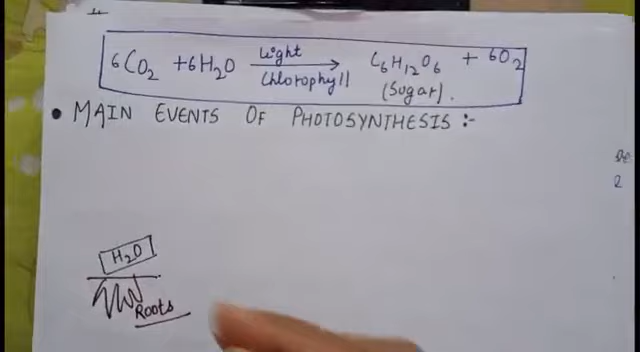 6CO2 + 6H2O Light Chlorophyll → C6H12O6 (Sugar). + 6O2
• MAIN EVENTS OF PHOTOSYNTHESIS :-
H2O
Roots